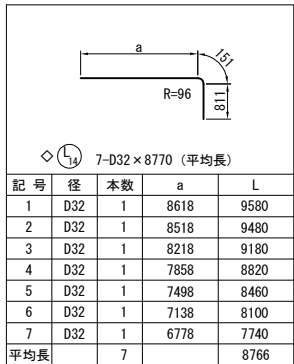 a
151
R=96
811
◇ L14 7-D32×8770 (平均長)
記 号 径 本数 a L
1 D32 1 8618 9580
2 D32 1 8518 9480
3 D32 1 8218 9180
4 D32 1 7858 8820
5 D32 1 7498 8460
6 D32 1 7138 8100
7 D32 1 6778 7740
平均長 7 8766